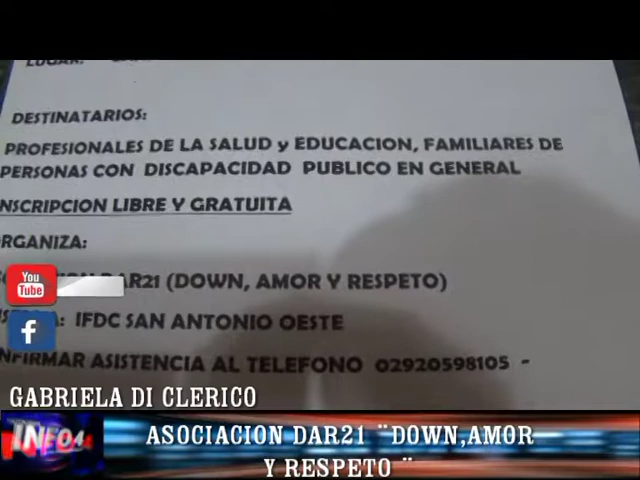 LUGAR:
DESTINATARIOS:
PROFESIONALES DE LA SALUD y EDUCACION, FAMILIARES DE
PERSONAS CON DISCAPACIDAD PUBLICO EN GENERAL
NSCRIPCION LIBRE Y GRATUITA
RGANIZA:
DAR21 (DOWN, AMOR Y RESPETO)
You
Tube
IFDC SAN ANTONIO OESTE
f
NFIRMAR ASISTENCIA AL TELEFONO 02920598105 -
GABRIELA DI CLERICO
INFO4
ASOCIACION DAR21 ¨DOWN,AMOR
Y RESPETO ¨